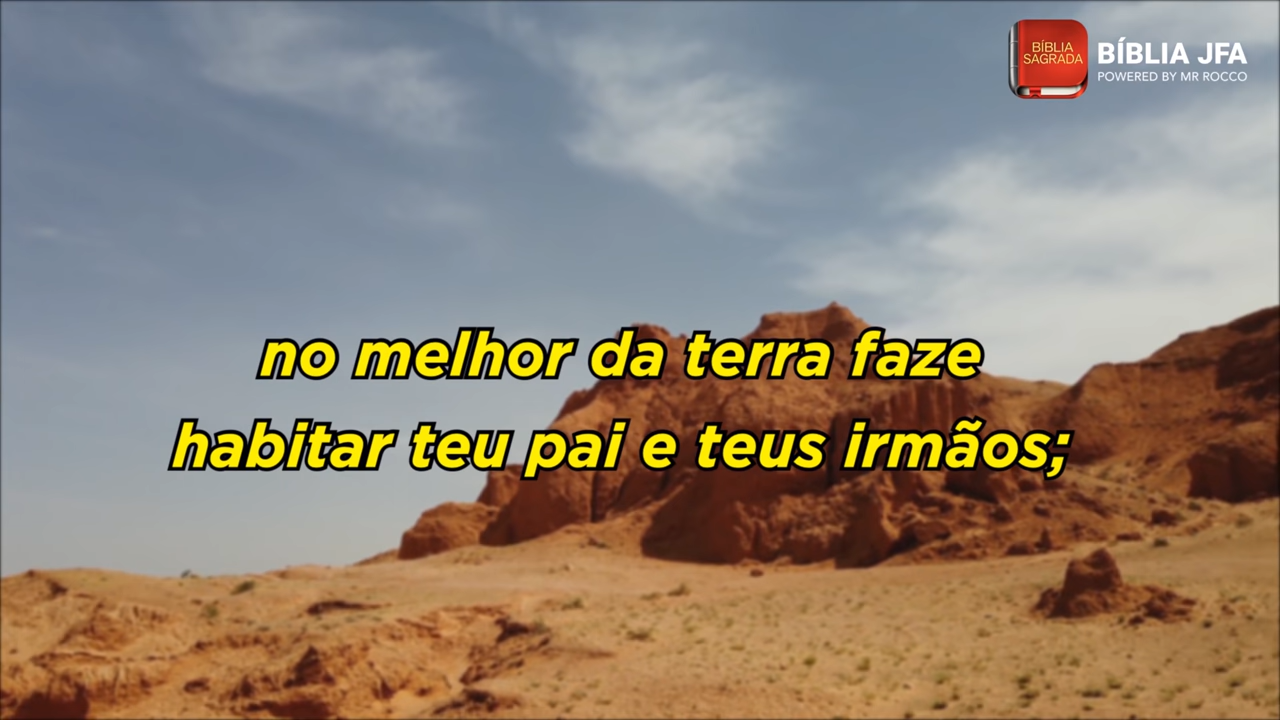 BÍBLIA
SAGRADA
BÍBLIA JFA
POWERED BY MR ROCCO
no melhor da terra faze
habitar teu pai e teus irmãos;